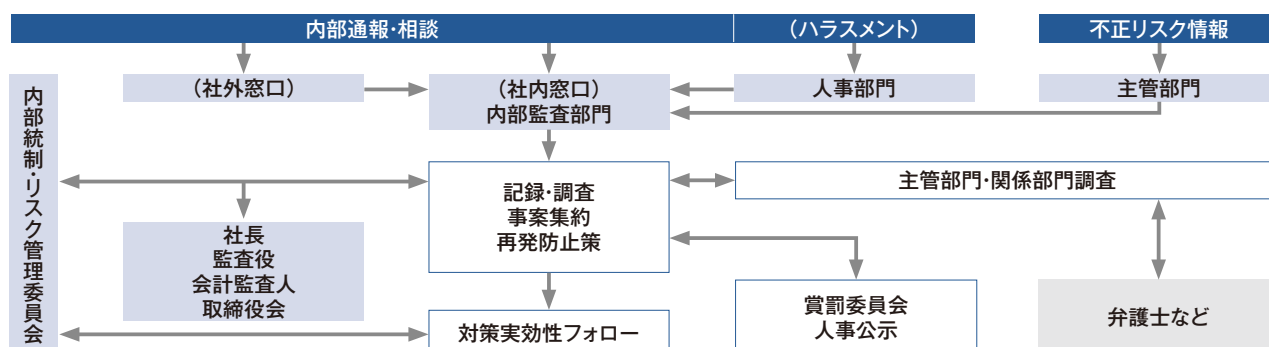 内部通報・相談
（ハラスメント）
不正リスク情報
内部統制・リスク管理委員会
（社外窓口）
（社内窓口）
内部監査部門
人事部門
主管部門
記録・調査
事案集約
再発防止策
主管部門・関係部門調査
社長
監査役
会計監査人
取締役会
対策実効性フォロー
賞罰委員会
人事公示
弁護士など